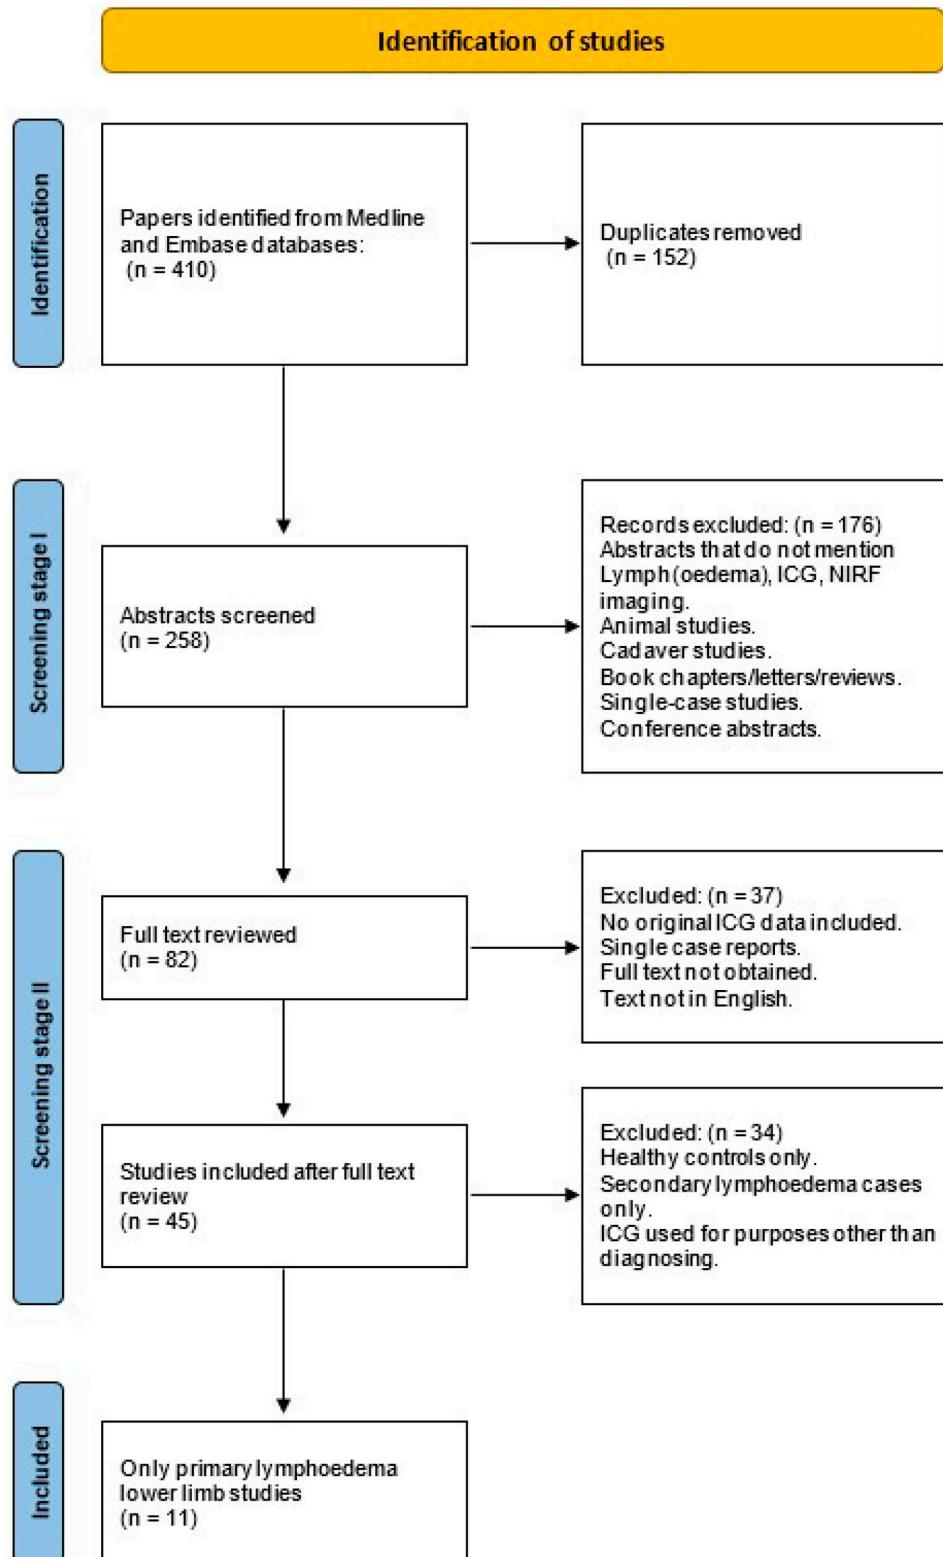 Identification of studies
Identification
Papers identified from Medline
and Embase databases:
(n = 410)
Duplicates removed
(n = 152)
Screening stage I
Abstracts screened
(n = 258)
Records excluded: (n = 176)
Abstracts that do not mention
Lymph(oedema), ICG, NIRF
imaging.
Animal studies.
Cadaver studies.
Book chapters/letters/reviews.
Single-case studies.
Conference abstracts.
Screening stage II
Full text reviewed
(n = 82)
Excluded: (n = 37)
No original ICG data included.
Single case reports.
Full text not obtained.
Text not in English.
Studies included after full text
review
(n = 45)
Excluded: (n = 34)
Healthy controls only.
Secondary lymphoedema cases
only.
ICG used for purposes other than
diagnosing.
Included
Only primary lymphoedema
lower limb studies
(n = 11)